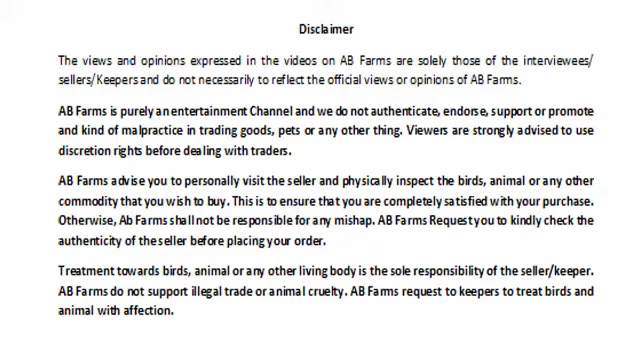 Disclaimer
The views and opinions expressed in the videos on AB Farms are solely those of the interviewees/
sellers/Keepers and do not necessarily to reflect the official views or opinions of AB Farms.
AB Farms is purely an entertainment Channel and we do not authenticate, endorse, support or promote
and kind of malpractice in trading goods, pets or any other thing. Viewers are strongly advised to use
discretion rights before dealing with traders.
AB Farms advise you to personally visit the seller and physically inspect the birds, animal or any other
commodity that you wish to buy. This is to ensure that you are completely satisfied with your purchase.
Otherwise, Ab Farms shall not be responsible for any mishap. AB Farms Request you to kindly check the
authenticity of the seller before placing your order.
Treatment towards birds, animal or any other living body is the sole responsibility of the seller/keeper.
AB Farms do not support illegal trade or animal cruelty. AB Farms request to keepers to treat birds and
animal with affection.